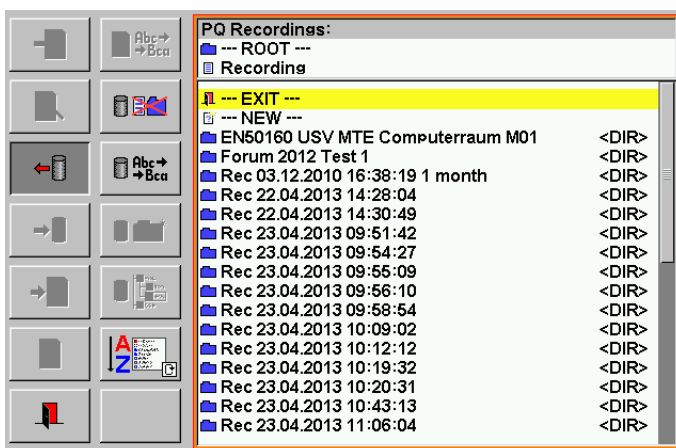 Abc→
→Bca
Abc→
→Bca
A
Z
PQ Recordings:
--- ROOT ---
Recording
--- EXIT ---
--- NEW ---
EN50160 USV MTE Computerraum M01 <DIR>
Forum 2012 Test 1 <DIR>
Rec 03.12.2010 16:38:19 1 month <DIR>
Rec 22.04.2013 14:28:04 <DIR>
Rec 22.04.2013 14:30:49 <DIR>
Rec 23.04.2013 09:51:42 <DIR>
Rec 23.04.2013 09:54:27 <DIR>
Rec 23.04.2013 09:55:09 <DIR>
Rec 23.04.2013 09:56:10 <DIR>
Rec 23.04.2013 09:58:54 <DIR>
Rec 23.04.2013 10:09:02 <DIR>
Rec 23.04.2013 10:12:12 <DIR>
Rec 23.04.2013 10:19:32 <DIR>
Rec 23.04.2013 10:20:31 <DIR>
Rec 23.04.2013 10:43:13 <DIR>
Rec 23.04.2013 11:06:04 <DIR>